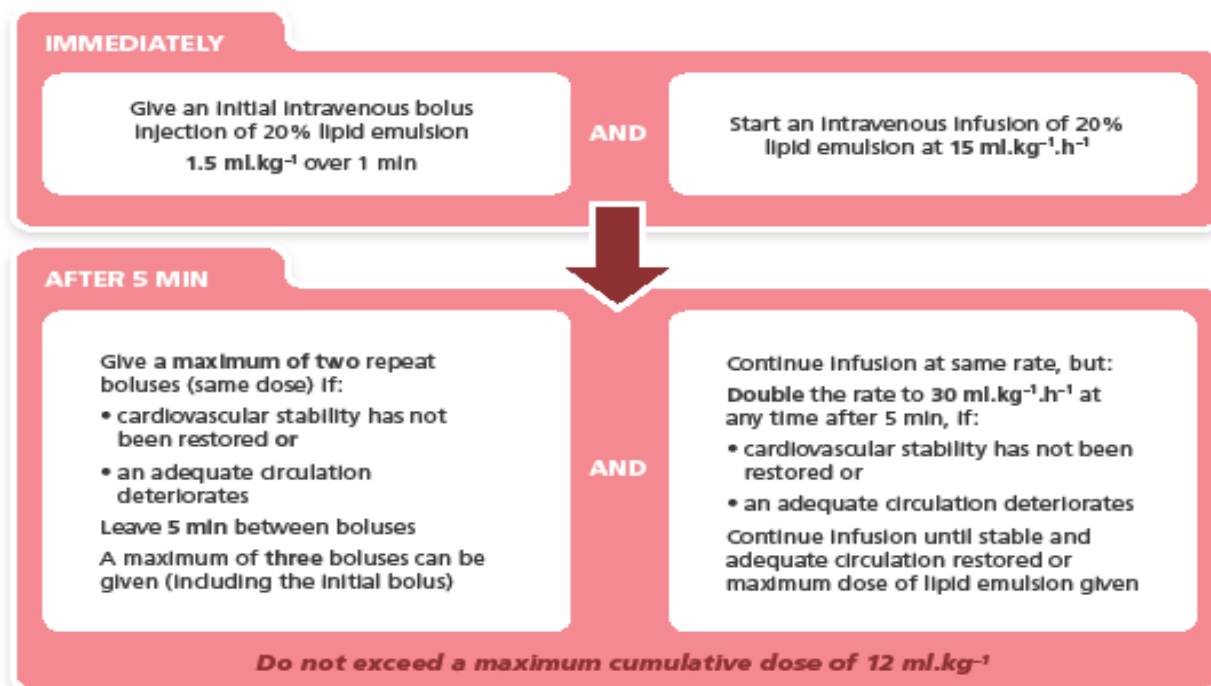 IMMEDIATELY
Give an initial intravenous bolus
injection of 20% lipid emulsion
1.5 ml.kg⁻¹ over 1 min
AND
Start an intravenous infusion of 20%
lipid emulsion at 15 ml.kg⁻¹.h⁻¹
AFTER 5 MIN
Give a maximum of two repeat
boluses (same dose) if:
• cardiovascular stability has not
been restored or
• an adequate circulation
deteriorates
Leave 5 min between boluses
A maximum of three boluses can be
given (including the initial bolus)
AND
Continue infusion at same rate, but:
Double the rate to 30 ml.kg⁻¹.h⁻¹ at
any time after 5 min, if:
• cardiovascular stability has not been
restored or
• an adequate circulation deteriorates
Continue infusion until stable and
adequate circulation restored or
maximum dose of lipid emulsion given
Do not exceed a maximum cumulative dose of 12 ml.kg⁻¹